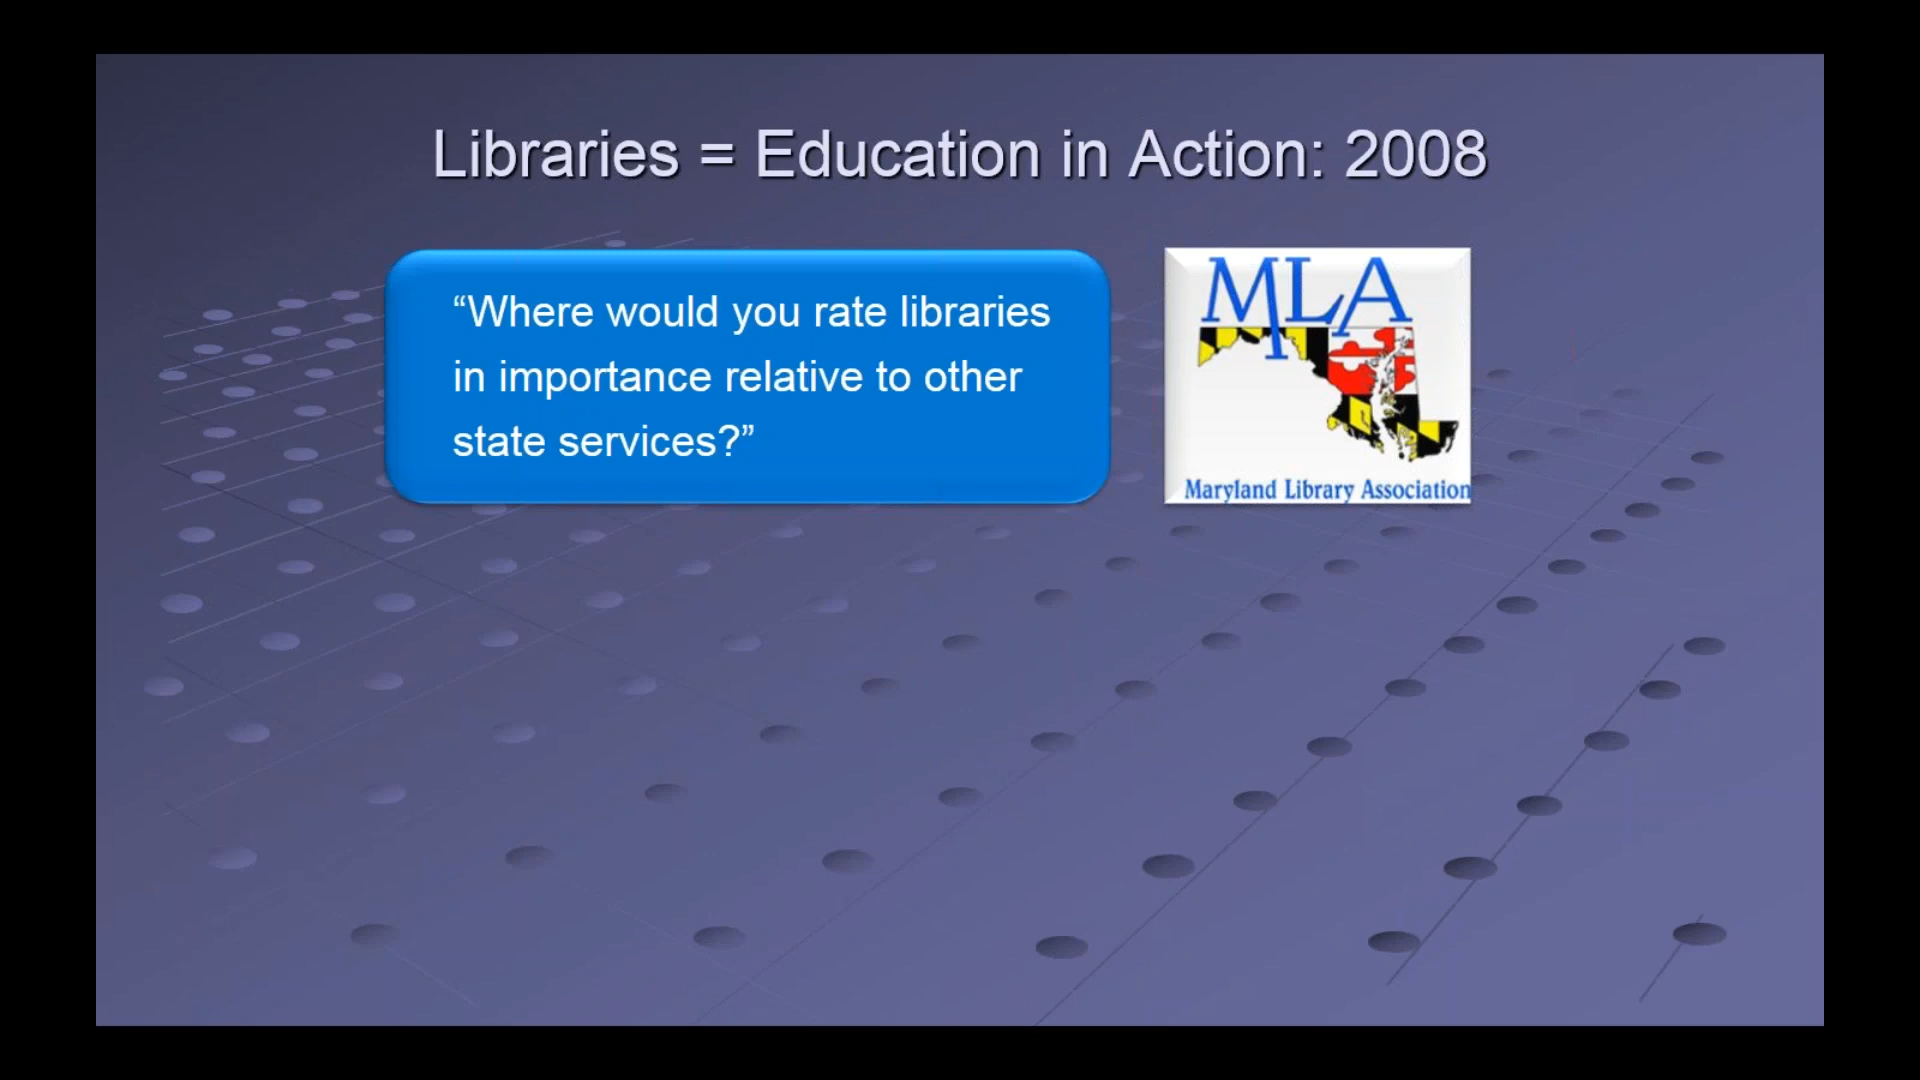 Libraries = Education in Action: 2008
“Where would you rate libraries
in importance relative to other
state services?”
MLA
Maryland Library Association